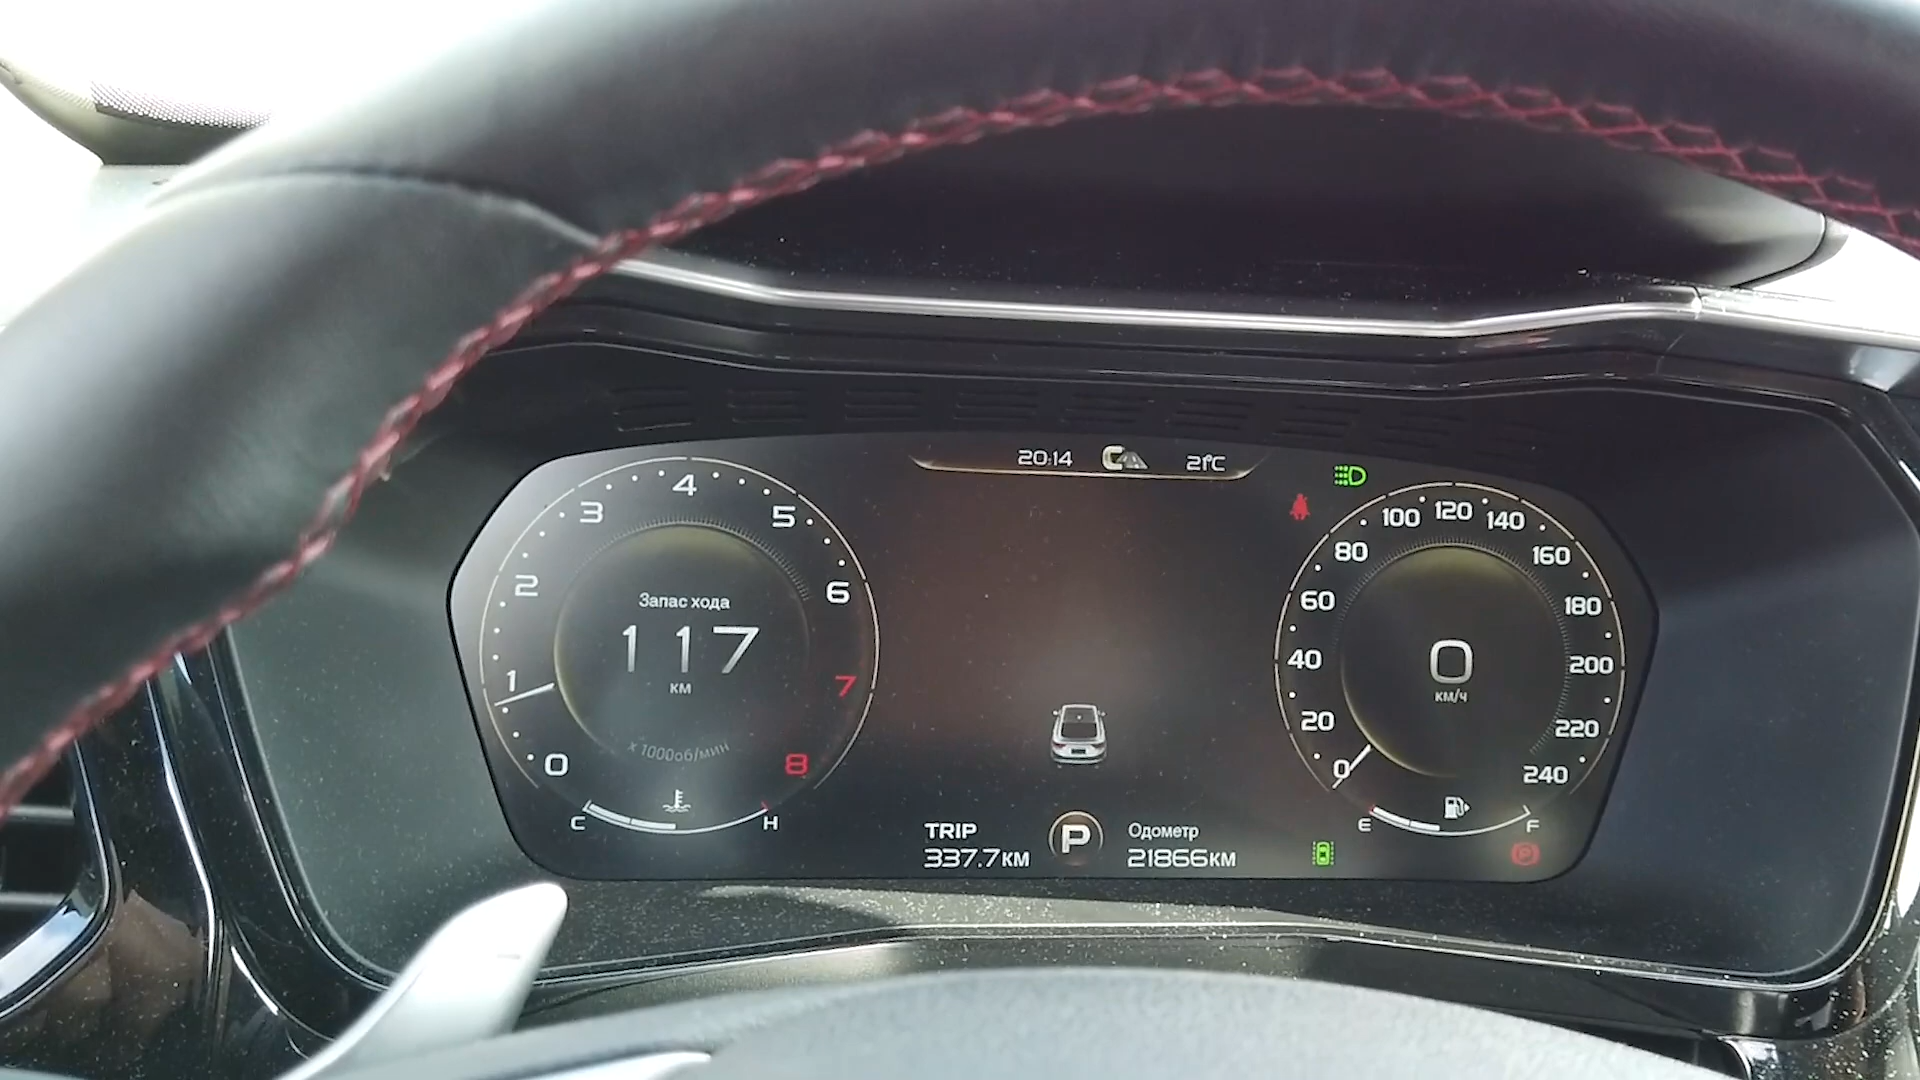 20:14 21°C
0 1 2 3 4 5 6 7 8
Запас хода
117
км
x 1000об/мин
C H
TRIP
337.7км
P
Одометр
21866км
0 20 40 60 80 100 120 140 160 180 200 220 240
0
км/ч
E F
P